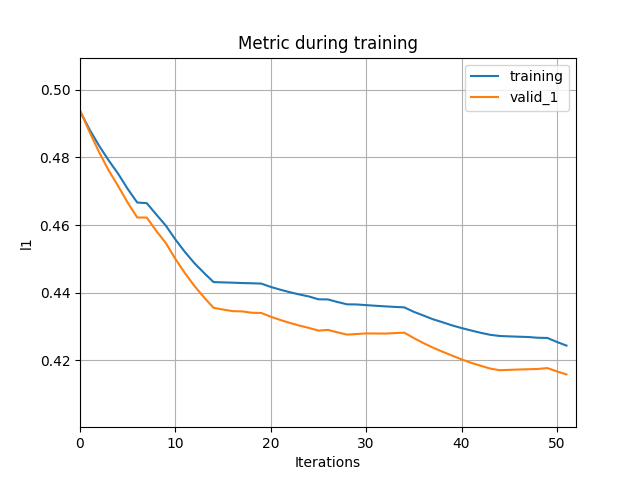 Metric during training
training
valid_1
0.50
0.48
0.46
0.44
0.42
l1
0 10 20 30 40 50
Iterations